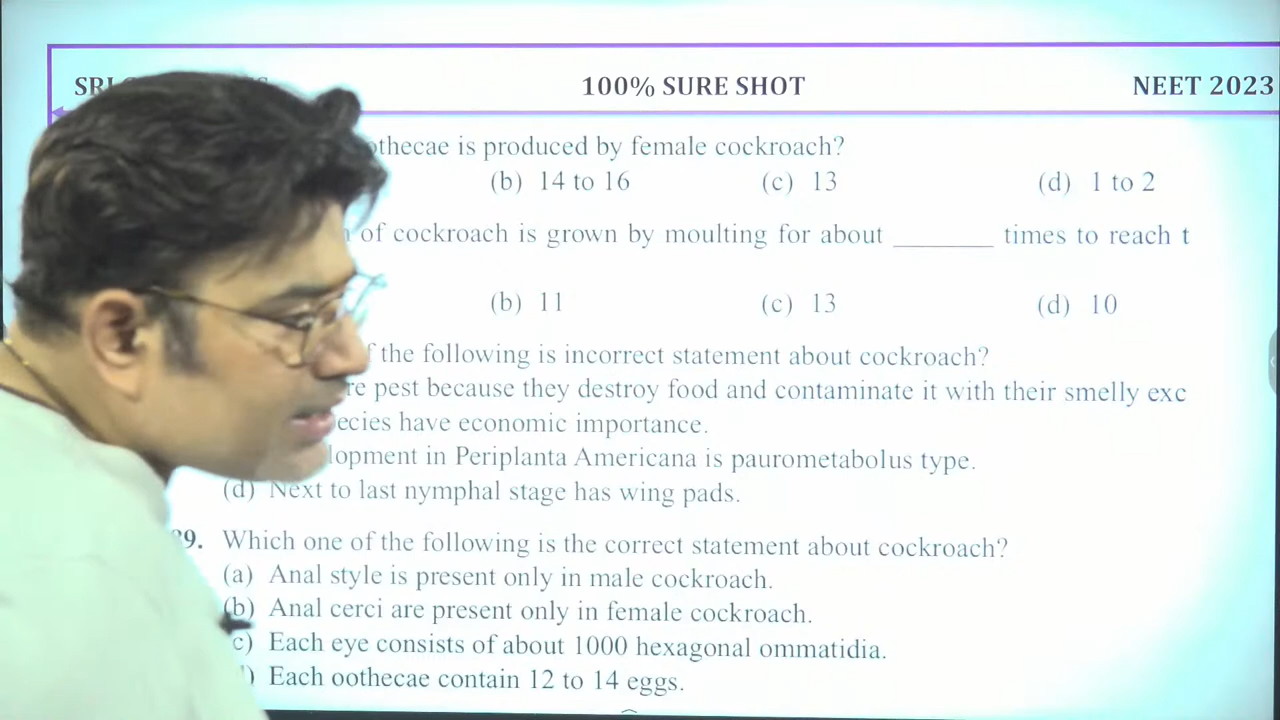 100% SURE SHOT
NEET 2023
is produced by female cockroach?
(b) 14 to 16 (c) 13 (d) 1 to 2
of cockroach is grown by moulting for about ________ times to reach t
(b) 11 (c) 13 (d) 10
the following is incorrect statement about cockroach?
pest because they destroy food and contaminate it with their smelly exc
have economic importance.
in Periplanta Americana is paurometabolus type.
(d) Next to last nymphal stage has wing pads.
9. Which one of the following is the correct statement about cockroach?
(a) Anal style is present only in male cockroach.
(b) Anal cerci are present only in female cockroach.
c) Each eye consists of about 1000 hexagonal ommatidia.
) Each oothecae contain 12 to 14 eggs.